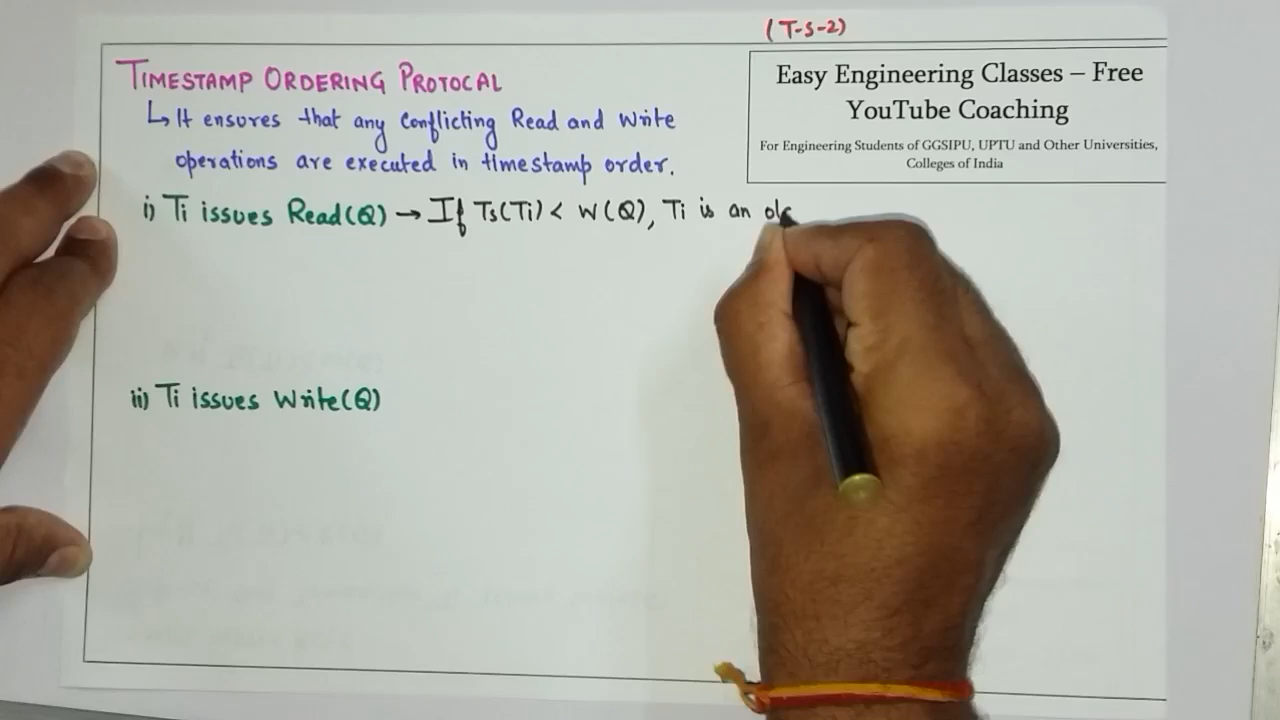 (T-S-2)
Easy Engineering Classes – Free
YouTube Coaching
For Engineering Students of GGSIPU, UPTU and Other Universities,
Colleges of India
TIMESTAMP ORDERING PROTOCAL
↳ It ensures that any Conflicting Read and Write
operations are executed in timestamp order.
i) Ti issues Read(Q) → If Ts(Ti) < W(Q), Ti is an old
ii) Ti issues Write(Q)